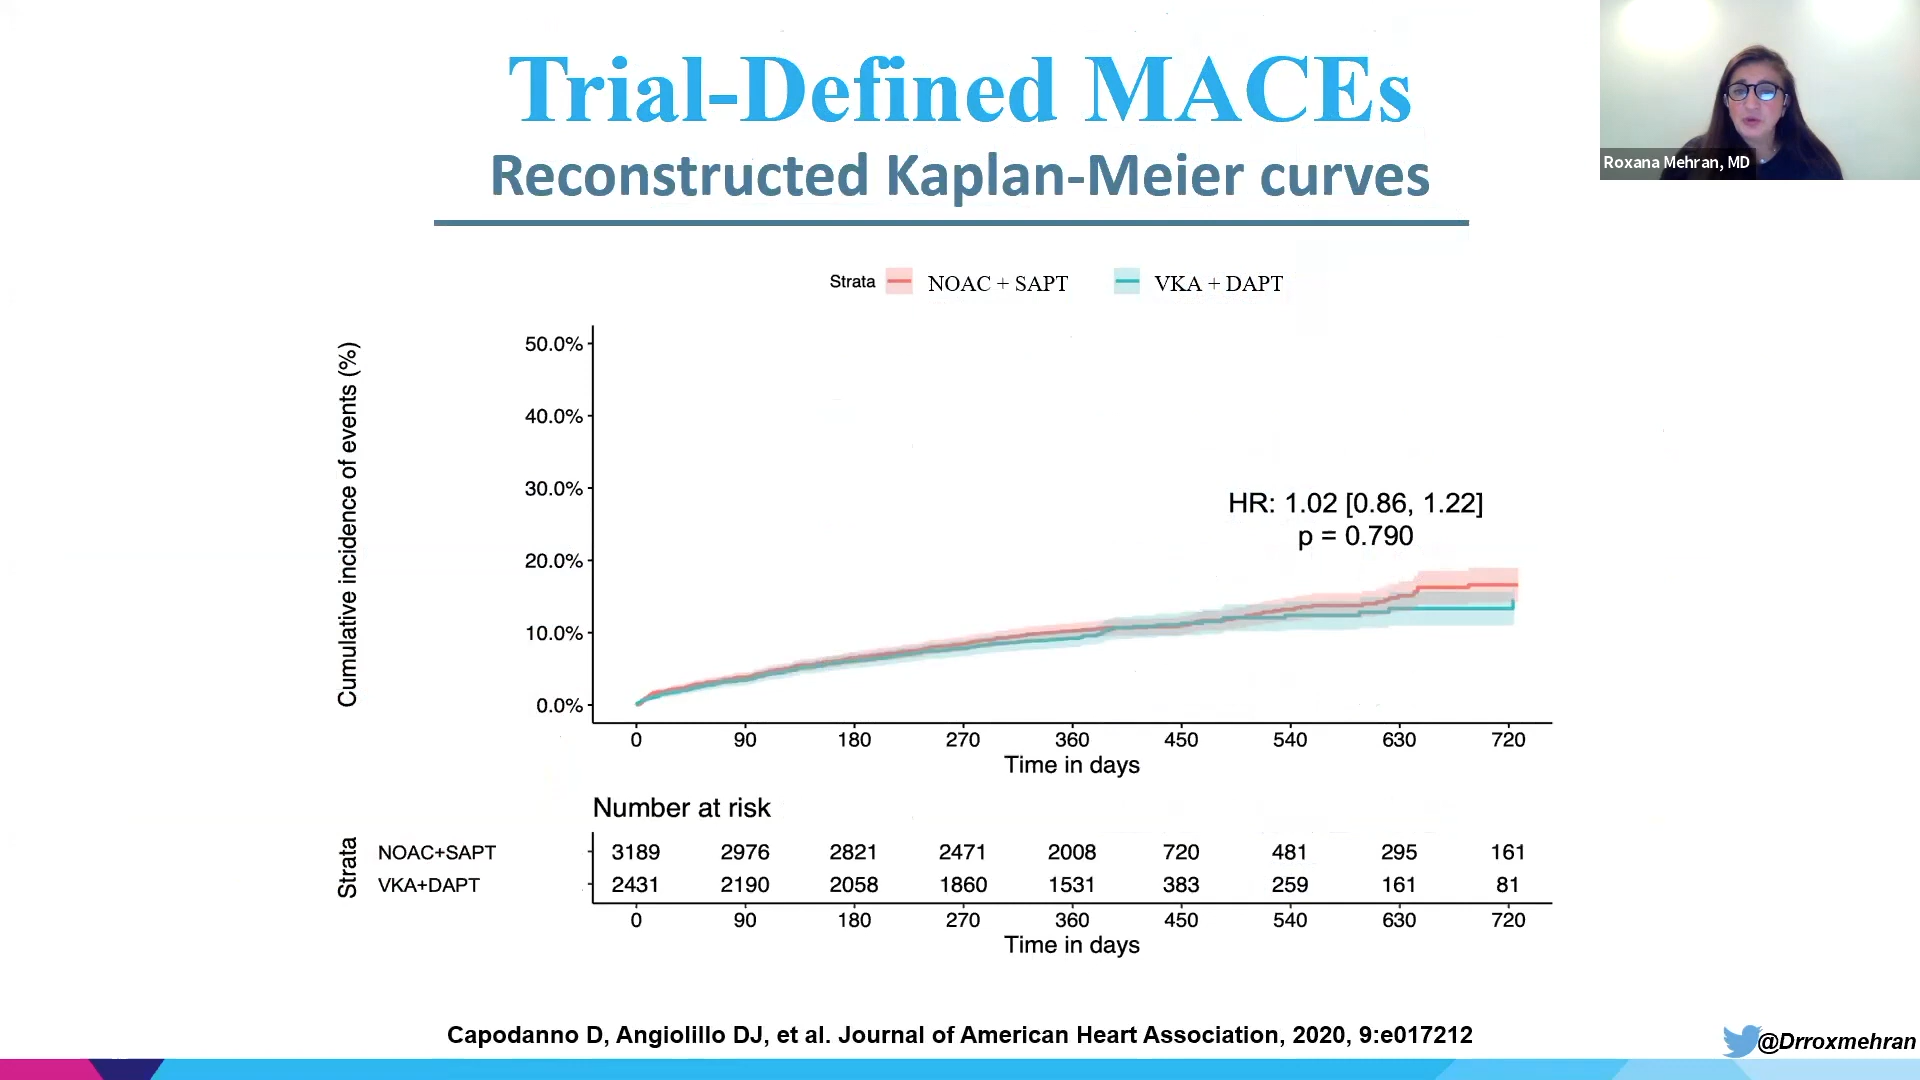 Trial-Defined MACEs
Reconstructed Kaplan-Meier curves
Roxana Mehran, MD
Strata NOAC + SAPT VKA + DAPT
Cumulative incidence of events (%)
50.0%
40.0%
30.0%
20.0%
10.0%
0.0%
HR: 1.02 [0.86, 1.22]
p = 0.790
0 90 180 270 360 450 540 630 720
Time in days
Number at risk
Strata
NOAC+SAPT 3189 2976 2821 2471 2008 720 481 295 161
VKA+DAPT 2431 2190 2058 1860 1531 383 259 161 81
0 90 180 270 360 450 540 630 720
Time in days
Capodanno D, Angiolillo DJ, et al. Journal of American Heart Association, 2020, 9:e017212
@Drroxmehran